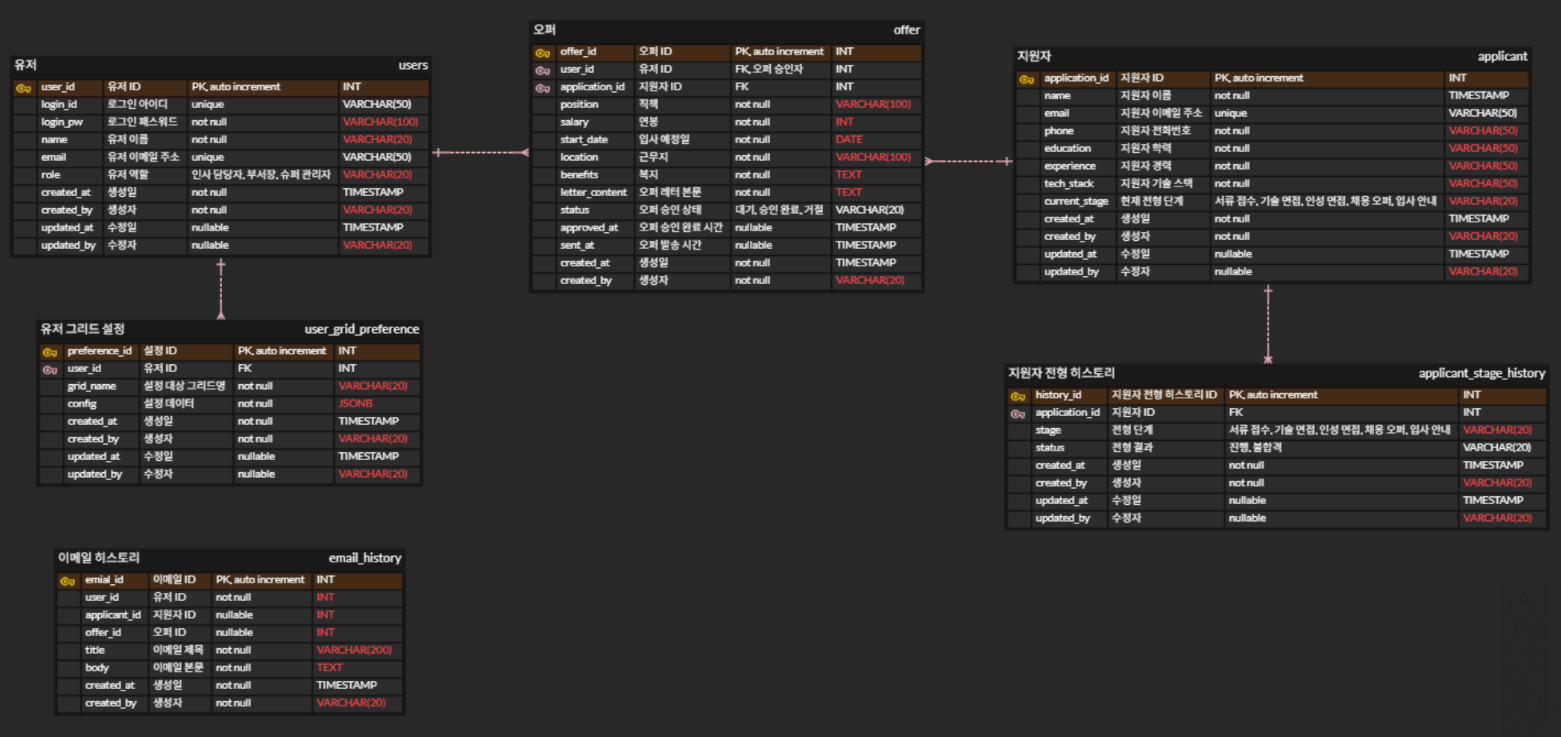 유저 users
user_id 유저 ID PK, auto increment INT
login_id 로그인 아이디 unique VARCHAR(50)
login_pw 로그인 패스워드 not null VARCHAR(100)
name 유저 이름 not null VARCHAR(20)
email 유저 이메일 주소 unique VARCHAR(50)
role 유저 역할 인사 담당자, 부서장, 슈퍼 관리자 VARCHAR(20)
created_at 생성일 not null TIMESTAMP
created_by 생성자 not null VARCHAR(20)
updated_at 수정일 nullable TIMESTAMP
updated_by 수정자 nullable VARCHAR(20)
오퍼 offer
offer_id 오퍼 ID PK, auto increment INT
user_id 유저 ID FK, 오퍼 승인자 INT
application_id 지원자 ID FK INT
position 직책 not null VARCHAR(100)
salary 연봉 not null INT
start_date 입사 예정일 not null DATE
location 근무지 not null VARCHAR(100)
benefits 복지 not null TEXT
letter_content 오퍼 레터 본문 not null TEXT
status 오퍼 승인 상태 대기, 승인 완료, 거절 VARCHAR(20)
approved_at 오퍼 승인 완료 시간 nullable TIMESTAMP
sent_at 오퍼 발송 시간 nullable TIMESTAMP
created_at 생성일 not null TIMESTAMP
created_by 생성자 not null VARCHAR(20)
지원자 applicant
application_id 지원자 ID PK, auto increment INT
name 지원자 이름 not null TIMESTAMP
email 지원자 이메일 주소 unique VARCHAR(50)
phone 지원자 전화번호 not null VARCHAR(50)
education 지원자 학력 not null VARCHAR(50)
experience 지원자 경력 not null VARCHAR(50)
tech_stack 지원자 기술 스택 not null VARCHAR(50)
current_stage 현재 전형 단계 서류 접수, 기술 면접, 인성 면접, 채용 오퍼, 입사 안내 VARCHAR(20)
created_at 생성일 not null TIMESTAMP
created_by 생성자 not null VARCHAR(20)
updated_at 수정일 nullable TIMESTAMP
updated_by 수정자 nullable VARCHAR(20)
유저 그리드 설정 user_grid_preference
preference_id 설정 ID PK, auto increment INT
user_id 유저 ID FK INT
grid_name 설정 대상 그리드명 not null VARCHAR(20)
config 설정 데이터 not null JSONB
created_at 생성일 not null TIMESTAMP
created_by 생성자 not null VARCHAR(20)
updated_at 수정일 nullable TIMESTAMP
updated_by 수정자 nullable VARCHAR(20)
지원자 전형 히스토리 applicant_stage_history
history_id 지원자 전형 히스토리 ID PK, auto increment INT
application_id 지원자 ID FK INT
stage 전형 단계 서류 접수, 기술 면접, 인성 면접, 채용 오퍼, 입사 안내 VARCHAR(20)
status 전형 결과 진행, 불합격 VARCHAR(20)
created_at 생성일 not null TIMESTAMP
created_by 생성자 not null VARCHAR(20)
updated_at 수정일 nullable TIMESTAMP
updated_by 수정자 nullable VARCHAR(20)
이메일 히스토리 email_history
emial_id 이메일 ID PK, auto increment INT
user_id 유저 ID not null INT
applicant_id 지원자 ID nullable INT
offer_id 오퍼 ID nullable INT
title 이메일 제목 not null VARCHAR(200)
body 이메일 본문 not null TEXT
created_at 생성일 not null TIMESTAMP
created_by 생성자 not null VARCHAR(20)